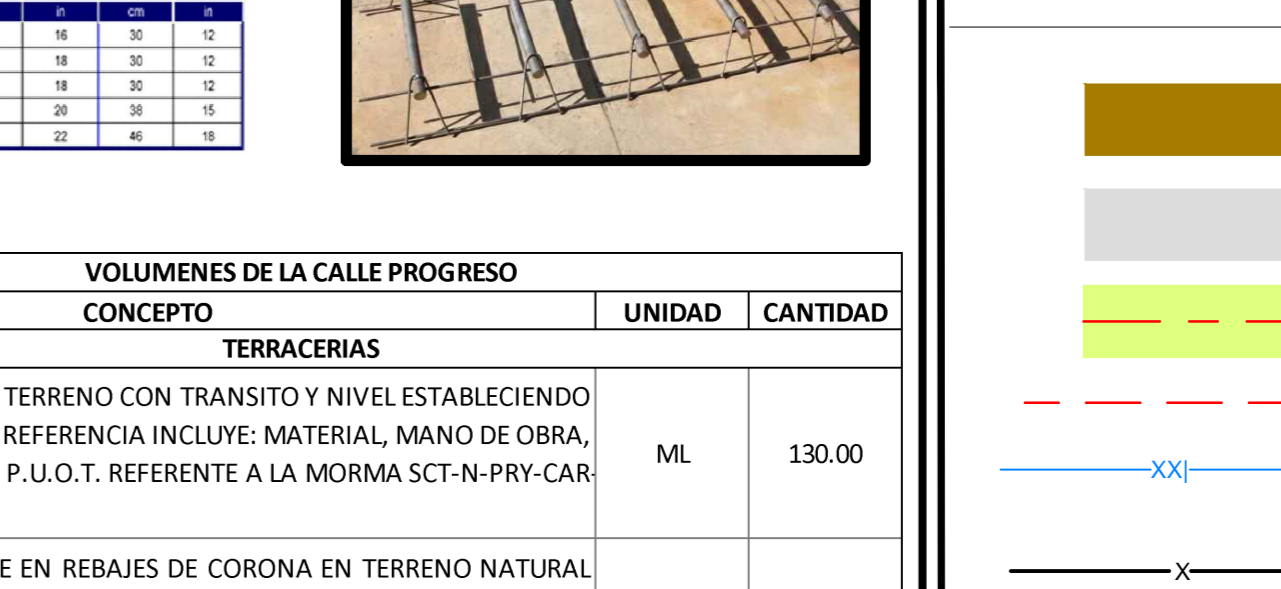 in cm in
16 30 12
18 30 12
18 30 12
20 38 15
22 46 18
VOLUMENES DE LA CALLE PROGRESO
CONCEPTO UNIDAD CANTIDAD
TERRACERIAS
TERRENO CON TRANSITO Y NIVEL ESTABLECIENDO
REFERENCIA INCLUYE: MATERIAL, MANO DE OBRA,
P.U.O.T. REFERENTE A LA MORMA SCT-N-PRY-CAR-
ML 130.00
E EN REBAJES DE CORONA EN TERRENO NATURAL
XX|
X